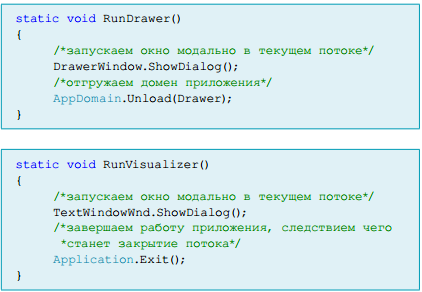 static void RunDrawer()
{
/*запускаем окно модально в текущем потоке*/
DrawerWindow.ShowDialog();
/*отгружаем домен приложения*/
AppDomain.Unload(Drawer);
}
static void RunVisualizer()
{
/*запускаем окно модально в текущем потоке*/
TextWindowWnd.ShowDialog();
/*завершаем работу приложения, следствием чего
*станет закрытие потока*/
Application.Exit();
}